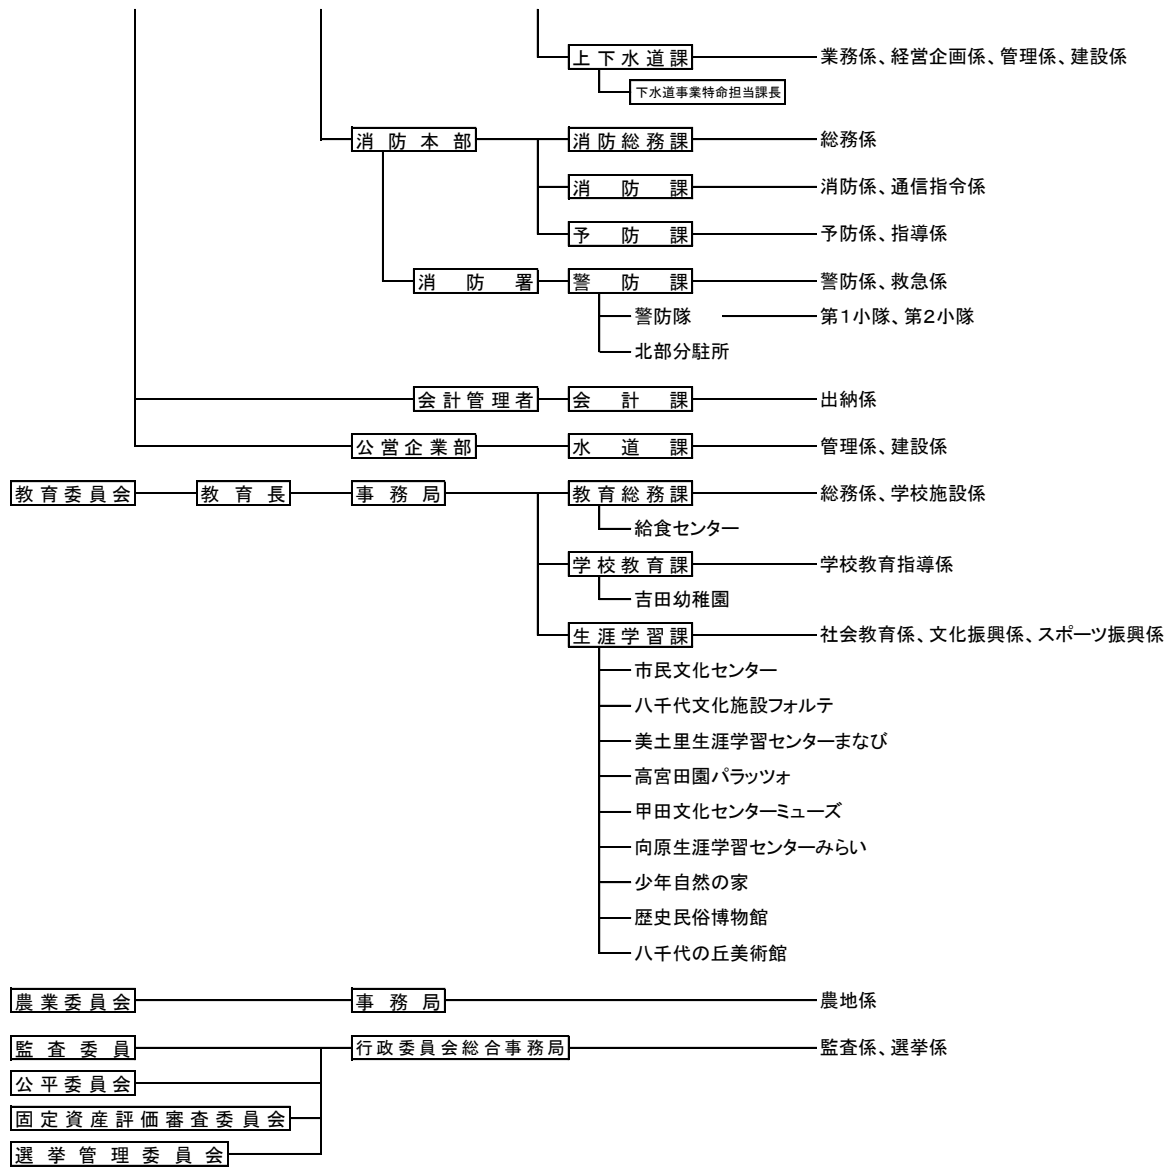 上下水道課 業務係、経営企画係、管理係、建設係
下水道事業特命担当課長
消防本部 消防総務課 総務係
消防課 消防係、通信指令係
予防課 予防係、指導係
消防署 警防課 警防係、救急係
警防隊 第1小隊、第2小隊
北部分駐所
会計管理者 会計課 出納係
公営企業部 水道課 管理係、建設係
教育委員会 教育長 事務局 教育総務課 総務係、学校施設係
給食センター
学校教育課 学校教育指導係
吉田幼稚園
生涯学習課 社会教育係、文化振興係、スポーツ振興係
市民文化センター
八千代文化施設フォルテ
美土里生涯学習センターまなび
高宮田園パラッツォ
甲田文化センターミューズ
向原生涯学習センターみらい
少年自然の家
歴史民俗博物館
八千代の丘美術館
農業委員会 事務局 農地係
監査委員 行政委員会総合事務局 監査係、選挙係
公平委員会
固定資産評価審査委員会
選挙管理委員会